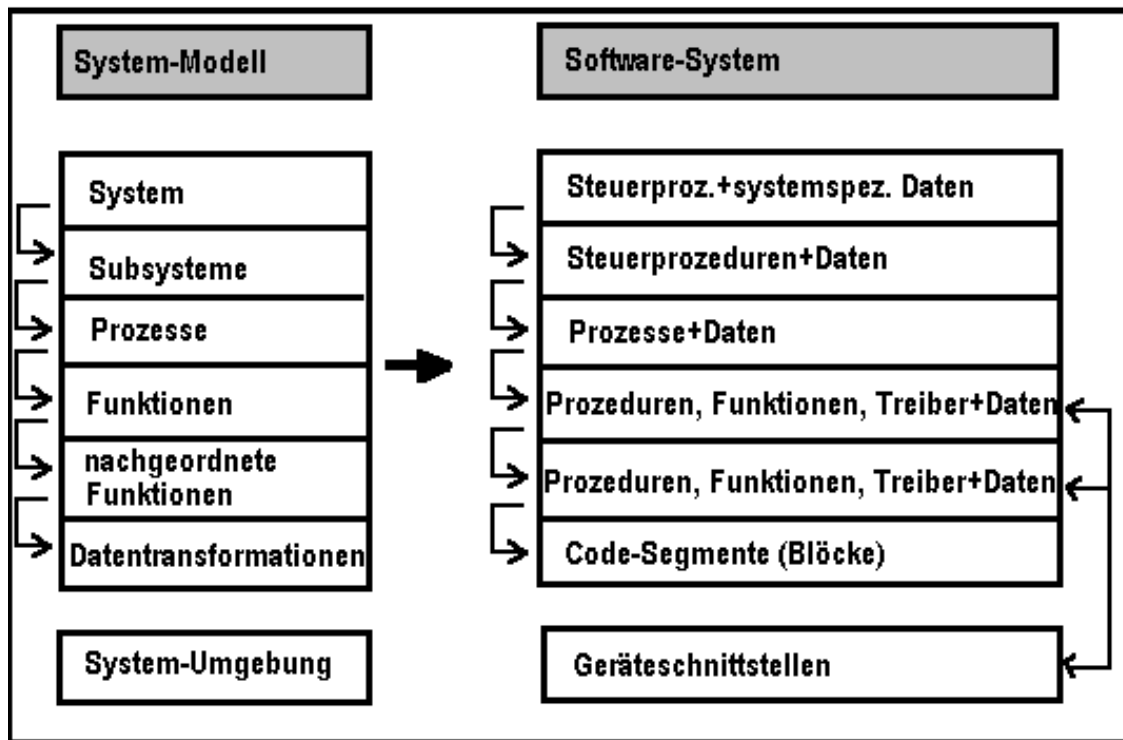 System-Modell
Software-System
System
Steuerproz.+systemspez. Daten
Subsysteme
Steuerprozeduren+Daten
Prozesse
Prozesse+Daten
Funktionen
Prozeduren, Funktionen, Treiber+Daten
nachgeordnete
Funktionen
Prozeduren, Funktionen, Treiber+Daten
Datentransformationen
Code-Segmente (Blöcke)
System-Umgebung
Geräteschnittstellen